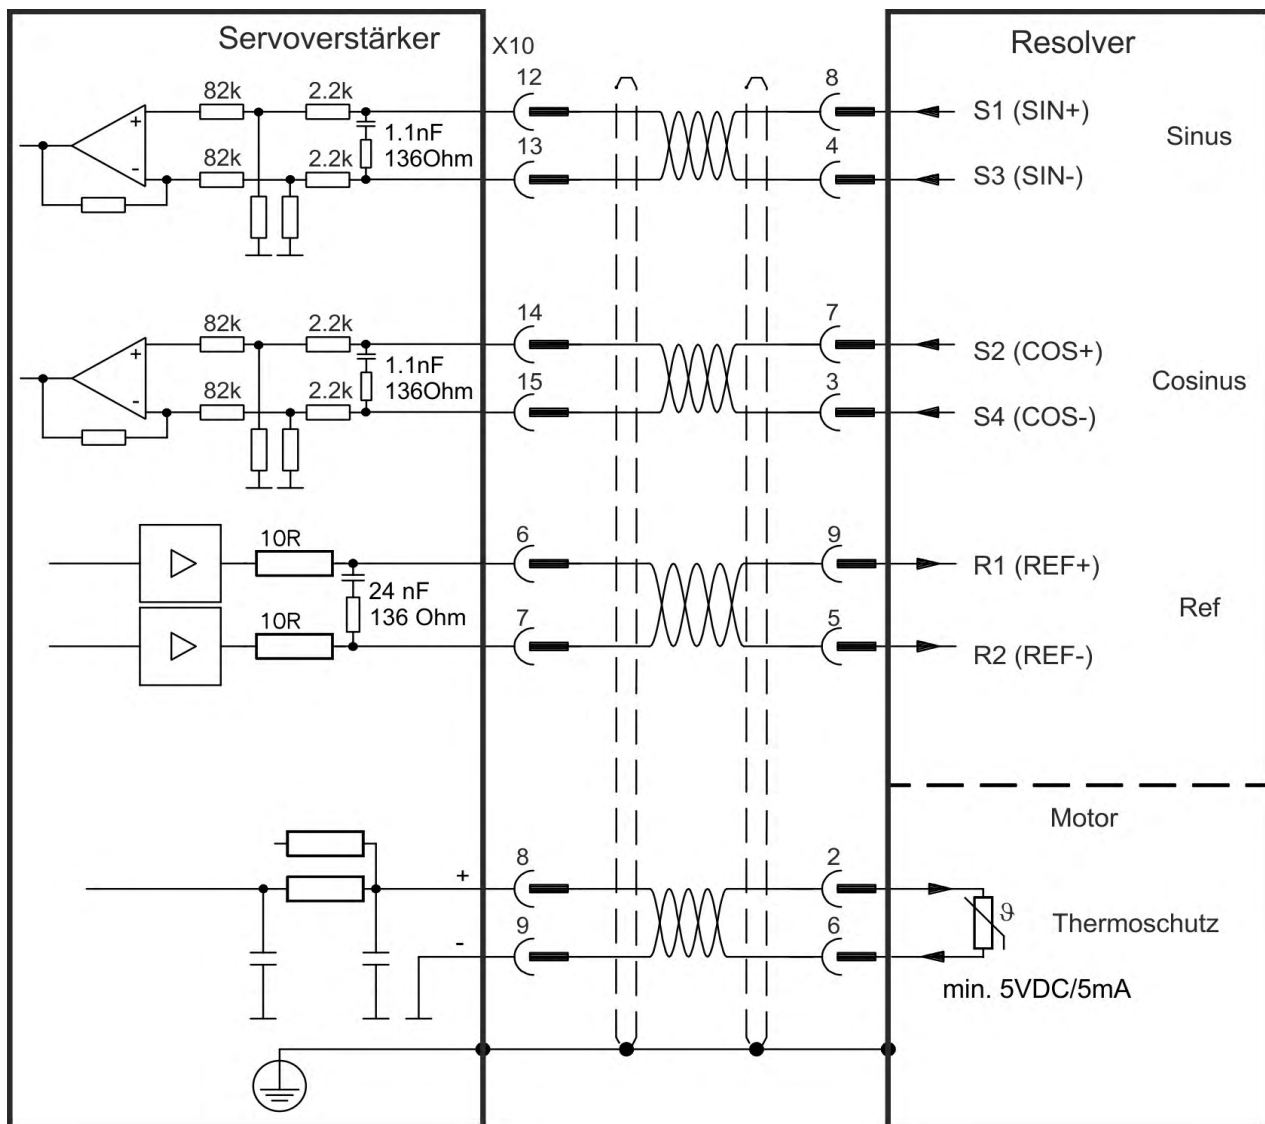 Servoverstärker
X10
Resolver
82k
2.2k
12
8
S1 (SIN+)
+
1.1nF
136Ohm
Sinus
82k
2.2k
13
4
-
S3 (SIN-)
82k
2.2k
14
7
S2 (COS+)
+
1.1nF
136Ohm
Cosinus
82k
2.2k
15
3
-
S4 (COS-)
10R
6
9
R1 (REF+)
24 nF
136 Ohm
Ref
10R
7
5
R2 (REF-)
Motor
+
8
2
ϑ
Thermoschutz
-
9
6
min. 5VDC/5mA